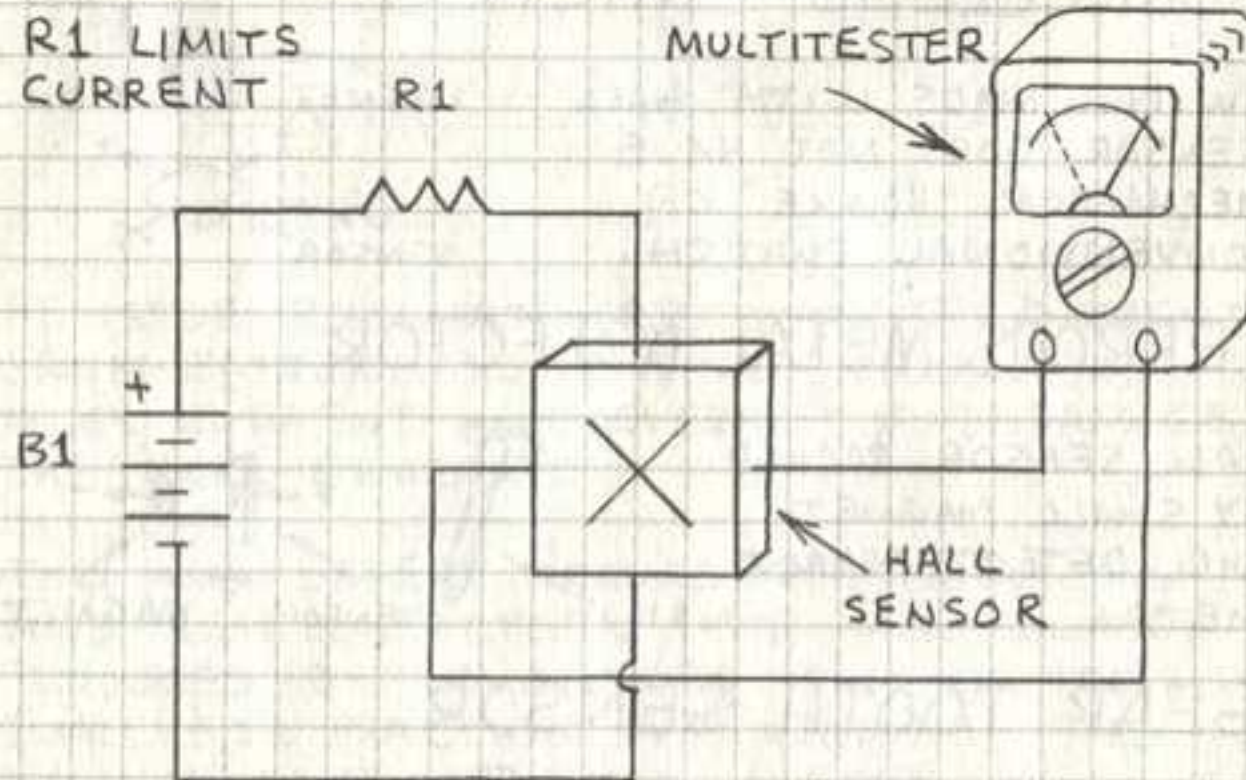 R1 LIMITS
CURRENT
R1
MULTITESTER
+
B1
HALL
SENSOR